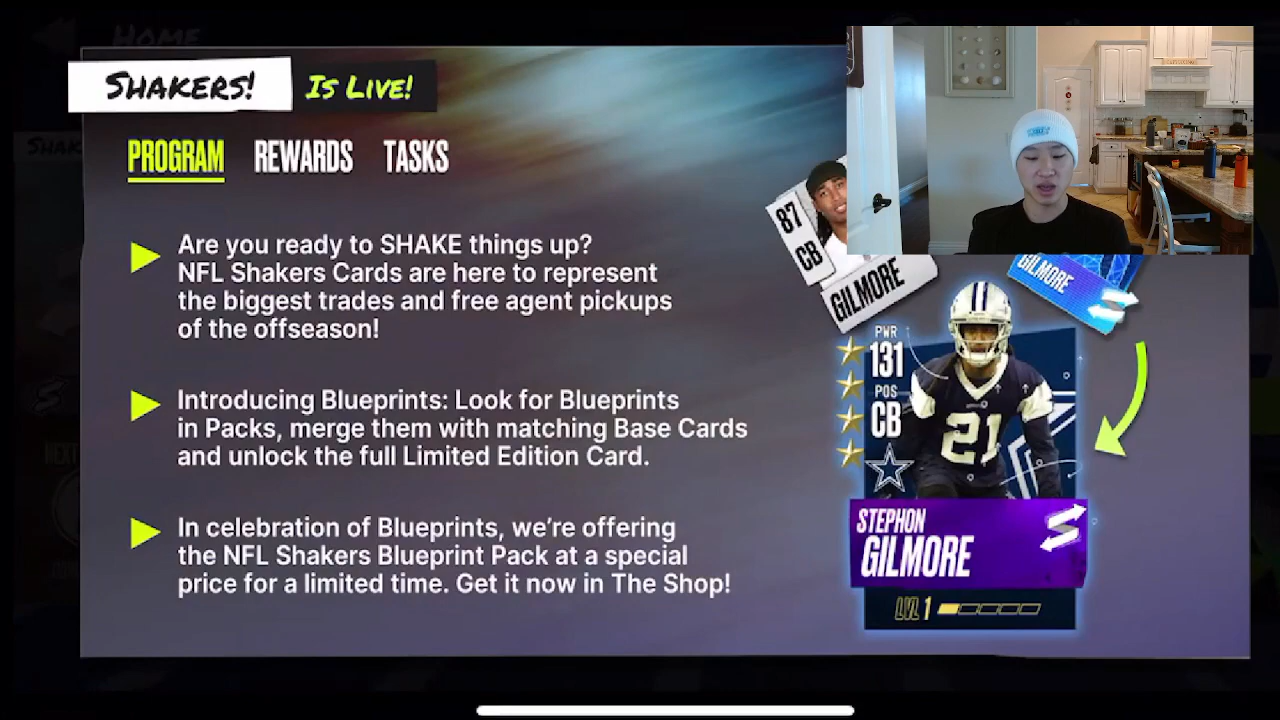 HOME
SHAKERS!
IS LIVE!
PROGRAM
REWARDS
TASKS
Are you ready to SHAKE things up?
NFL Shakers Cards are here to represent
the biggest trades and free agent pickups
of the offseason!
Introducing Blueprints: Look for Blueprints
in Packs, merge them with matching Base Cards
and unlock the full Limited Edition Card.
In celebration of Blueprints, we’re offering
the NFL Shakers Blueprint Pack at a special
price for a limited time. Get it now in The Shop!
87
CB
GILMORE
GILMORE
PWR
131
POS
CB
21
STEPHON
GILMORE
LVL 1